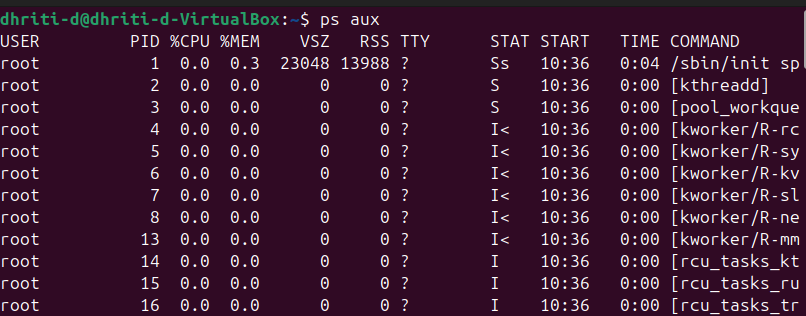 dhriti-d@dhriti-d-VirtualBox:~$ ps aux
USER PID %CPU %MEM VSZ RSS TTY STAT START TIME COMMAND
root 1 0.0 0.3 23048 13988 ? Ss 10:36 0:04 /sbin/init sp
root 2 0.0 0.0 0 0 ? S 10:36 0:00 [kthreadd]
root 3 0.0 0.0 0 0 ? S 10:36 0:00 [pool_workque
root 4 0.0 0.0 0 0 ? I< 10:36 0:00 [kworker/R-rc
root 5 0.0 0.0 0 0 ? I< 10:36 0:00 [kworker/R-sy
root 6 0.0 0.0 0 0 ? I< 10:36 0:00 [kworker/R-kv
root 7 0.0 0.0 0 0 ? I< 10:36 0:00 [kworker/R-sl
root 8 0.0 0.0 0 0 ? I< 10:36 0:00 [kworker/R-ne
root 13 0.0 0.0 0 0 ? I< 10:36 0:00 [kworker/R-mm
root 14 0.0 0.0 0 0 ? I 10:36 0:00 [rcu_tasks_kt
root 15 0.0 0.0 0 0 ? I 10:36 0:00 [rcu_tasks_ru
root 16 0.0 0.0 0 0 ? I 10:36 0:00 [rcu_tasks_tr